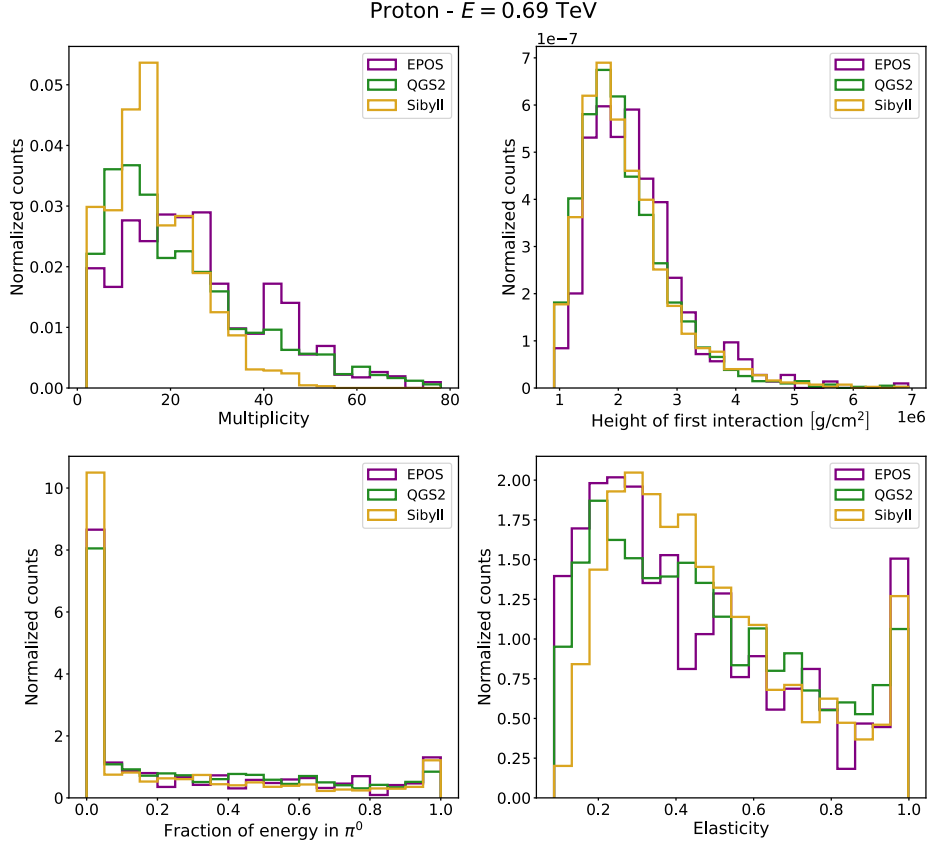 Proton - E = 0.69 TeV
1e−7
EPOS
QGS2
Sibyll
Normalized counts
0.05
0.04
0.03
0.02
0.01
0.00
0
20
40
60
80
Multiplicity
EPOS
QGS2
Sibyll
Normalized counts
7
6
5
4
3
2
1
0
1
2
3
4
5
6
7
1e6
Height of first interaction [g/cm²]
EPOS
QGS2
Sibyll
Normalized counts
10
8
6
4
2
0
0.0
0.2
0.4
0.6
0.8
1.0
Fraction of energy in π⁰
EPOS
QGS2
Sibyll
Normalized counts
2.00
1.75
1.50
1.25
1.00
0.75
0.50
0.25
0.00
0.2
0.4
0.6
0.8
1.0
Elasticity